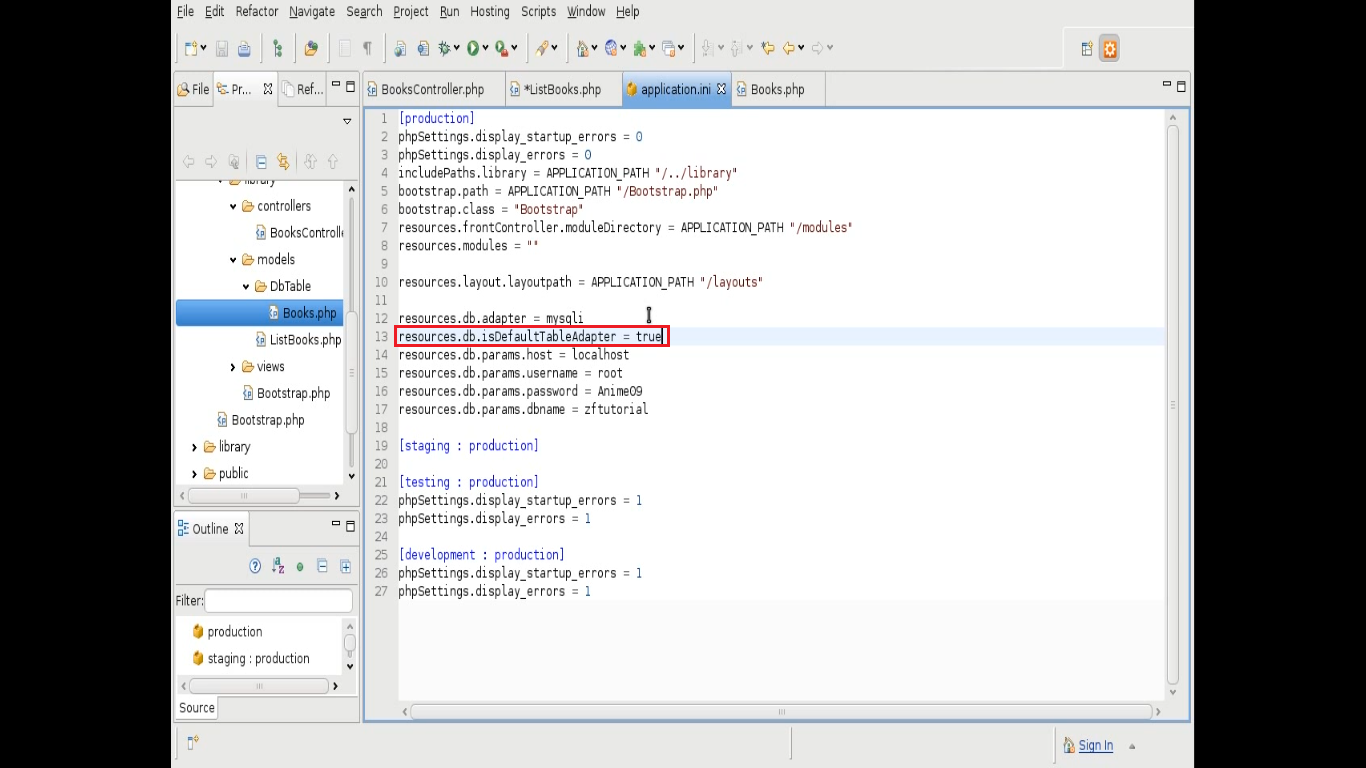 File Edit Refactor Navigate Search Project Run Hosting Scripts Window Help
File Pr... Ref...
BooksController.php *ListBooks.php application.ini Books.php
library
controllers
BooksControlle
models
DbTable
Books.php
ListBooks.php
views
Bootstrap.php
Bootstrap.php
library
public
1 [production]
2 phpSettings.display_startup_errors = 0
3 phpSettings.display_errors = 0
4 includePaths.library = APPLICATION_PATH "/../library"
5 bootstrap.path = APPLICATION_PATH "/Bootstrap.php"
6 bootstrap.class = "Bootstrap"
7 resources.frontController.moduleDirectory = APPLICATION_PATH "/modules"
8 resources.modules = ""
9
10 resources.layout.layoutpath = APPLICATION_PATH "/layouts"
11
12 resources.db.adapter = mysqli
13 resources.db.isDefaultTableAdapter = true
14 resources.db.params.host = localhost
15 resources.db.params.username = root
16 resources.db.params.password = Anime09
17 resources.db.params.dbname = zftutorial
18
19 [staging : production]
20
21 [testing : production]
22 phpSettings.display_startup_errors = 1
23 phpSettings.display_errors = 1
24
25 [development : production]
26 phpSettings.display_startup_errors = 1
27 phpSettings.display_errors = 1
Outline
Filter:
production
staging : production
Source
Sign In